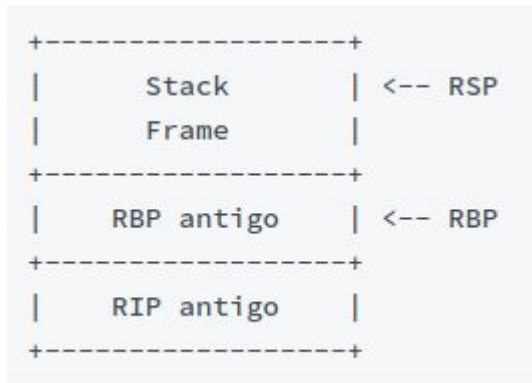 +------------------+
|      Stack       | <-- RSP
|      Frame       |
+------------------+
|    RBP antigo    | <-- RBP
+------------------+
|    RIP antigo    |
+------------------+